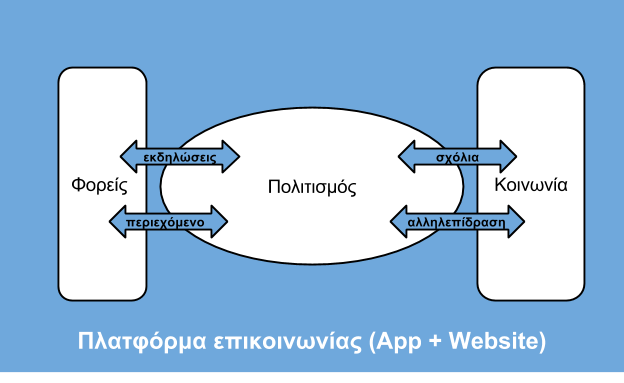 εκδηλώσεις
σχόλια
Φορείς
Πολιτισμός
Κοινωνία
περιεχόμενο
αλληλεπίδραση
Πλατφόρμα επικοινωνίας (App + Website)